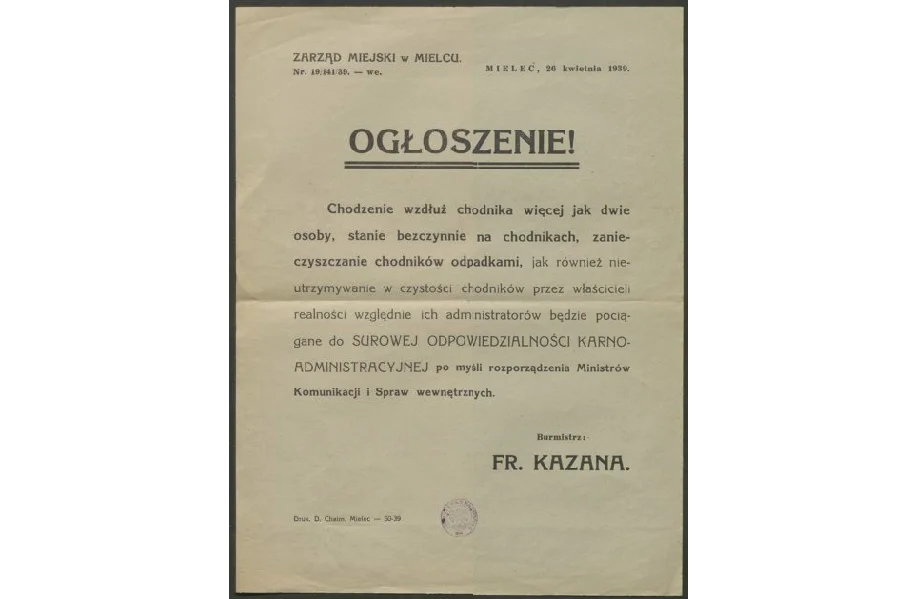 ZARZĄD MIEJSKI w MIELCU.
Nr. 19/141/39. — we.
MIELEC, 26 kwietnia 1939.
OGŁOSZENIE!
Chodzenie wzdłuż chodnika więcej jak dwie
osoby, stanie bezczynnie na chodnikach, zanie-
czyszczanie chodników odpadkami, jak również nie-
utrzymywanie w czystości chodników przez właścicieli
realności względnie ich administratorów będzie pocią-
gane do SUROWEJ ODPOWIEDZIALNOŚCI KARNO-
ADMINISTRACYJNEJ po myśli rozporządzenia Ministrów
Komunikacji i Spraw wewnętrznych.
Burmistrz:
FR. KAZANA.
Druk. D. Chaim, Mielec — 50-39